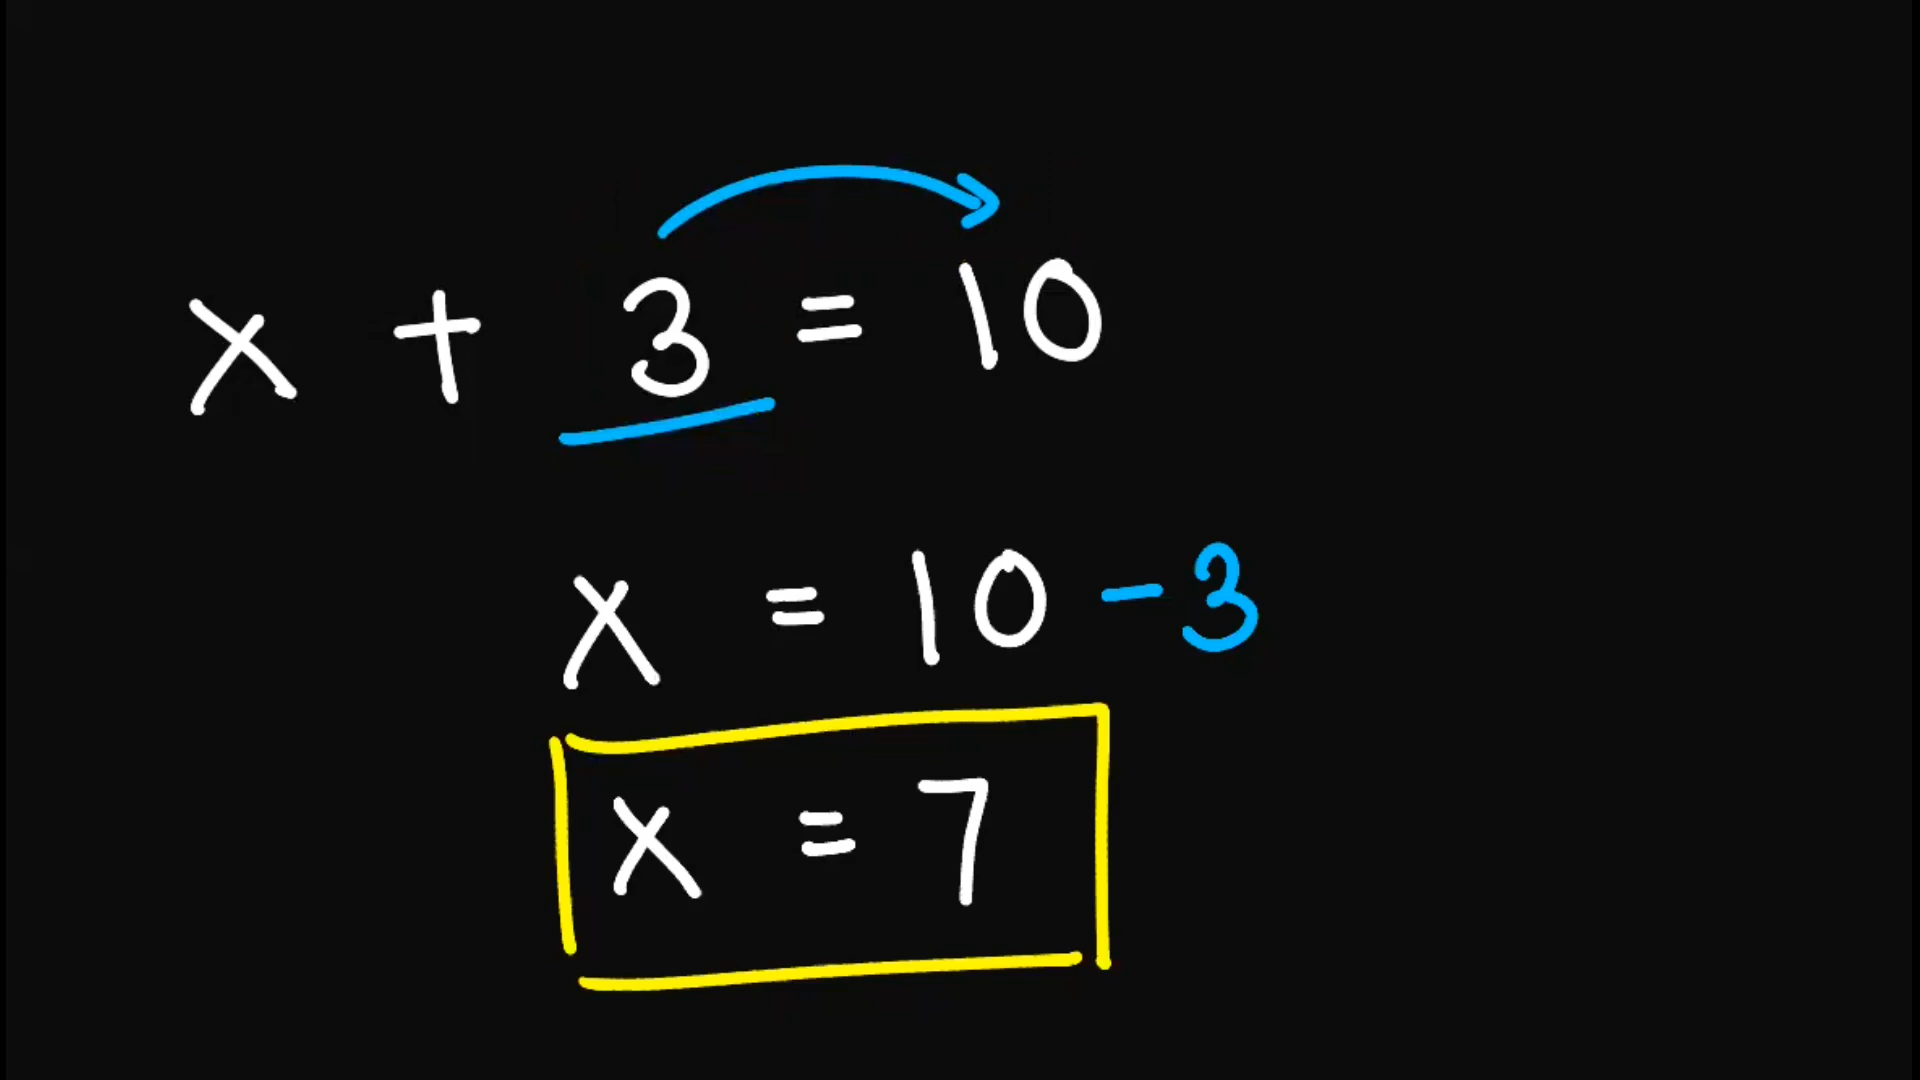 x + 3 = 10
x = 10 - 3
x = 7